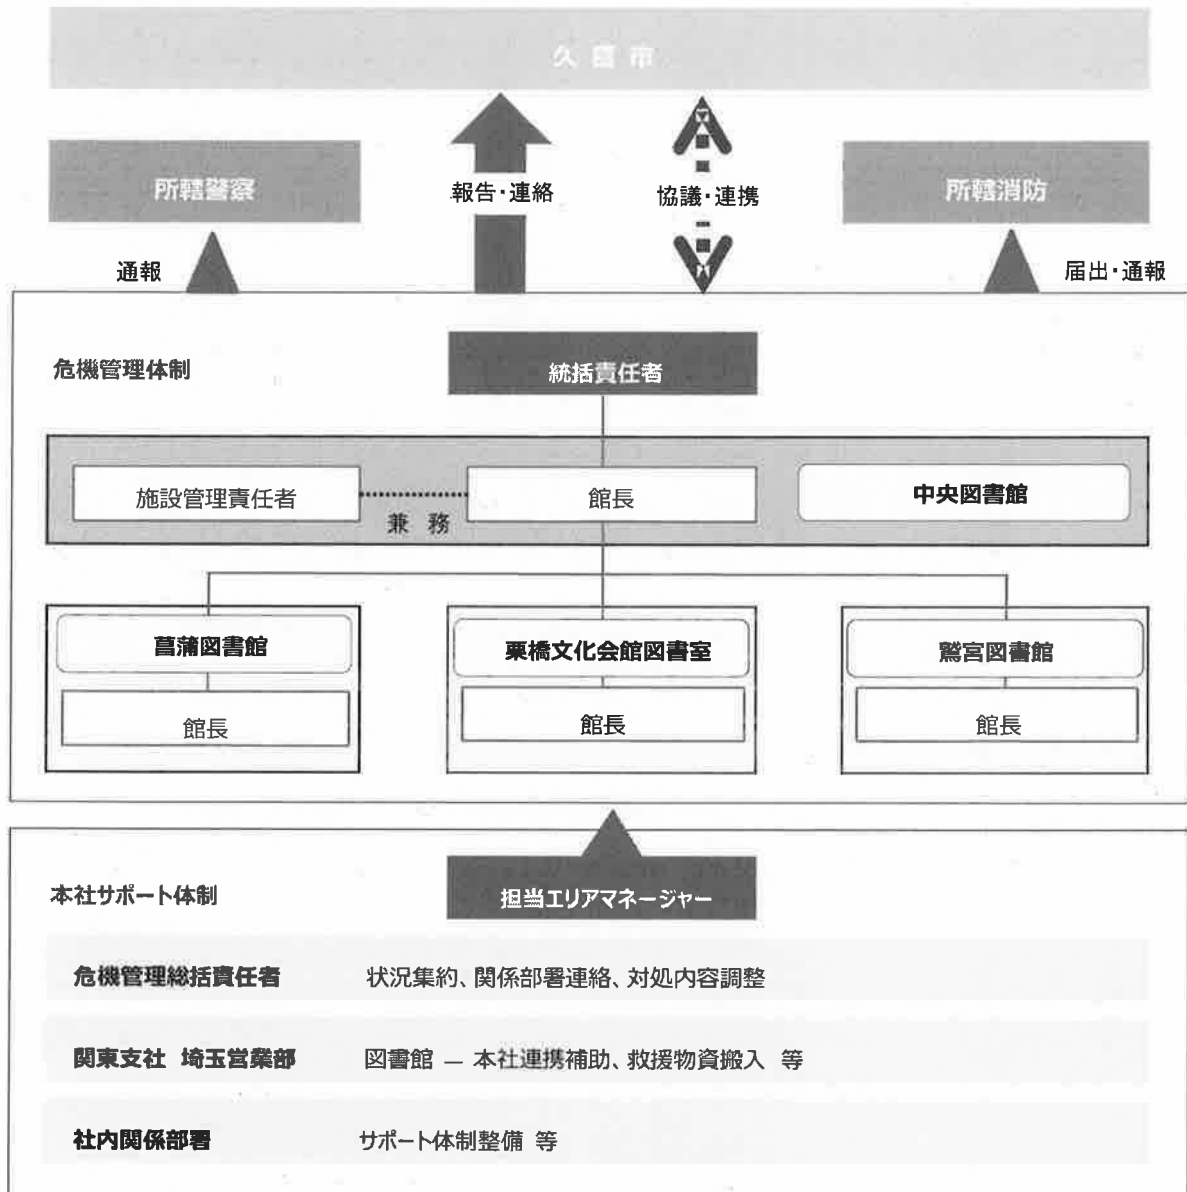 久喜市
所轄警察
報告・連絡
協議・連携
所轄消防
通報
届出・通報
危機管理体制
統括責任者
施設管理責任者
兼 務
館長
中央図書館
菖蒲図書館
館長
栗橋文化会館図書室
館長
鷲宮図書館
館長
本社サポート体制
担当エリアマネージャー
危機管理総括責任者 状況集約、関係部署連絡、対処内容調整
関東支社 埼玉営業部 図書館 ― 本社連携補助、救援物資搬入 等
社内関係部署 サポート体制整備 等